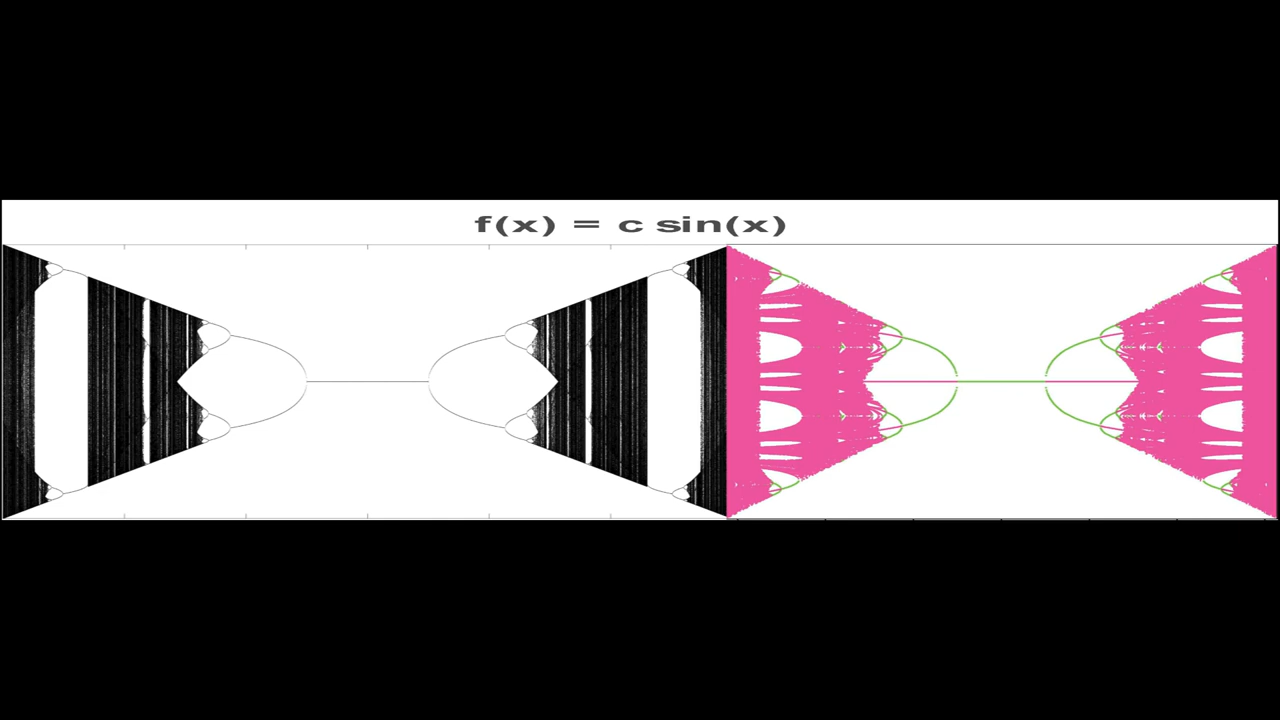 f(x) = c sin(x)